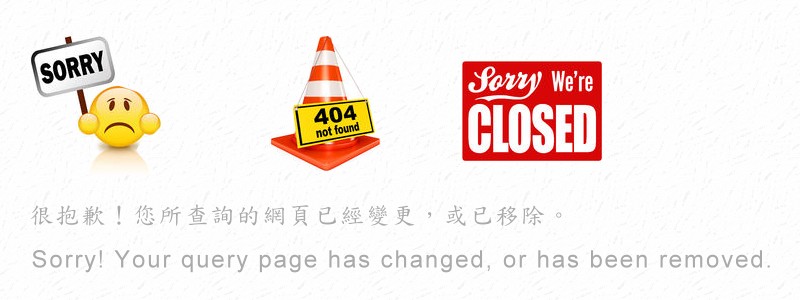 SORRY
404
not found
Sorry We're
CLOSED
很抱歉！您所查詢的網頁已經變更，或已移除。
Sorry! Your query page has changed, or has been removed.